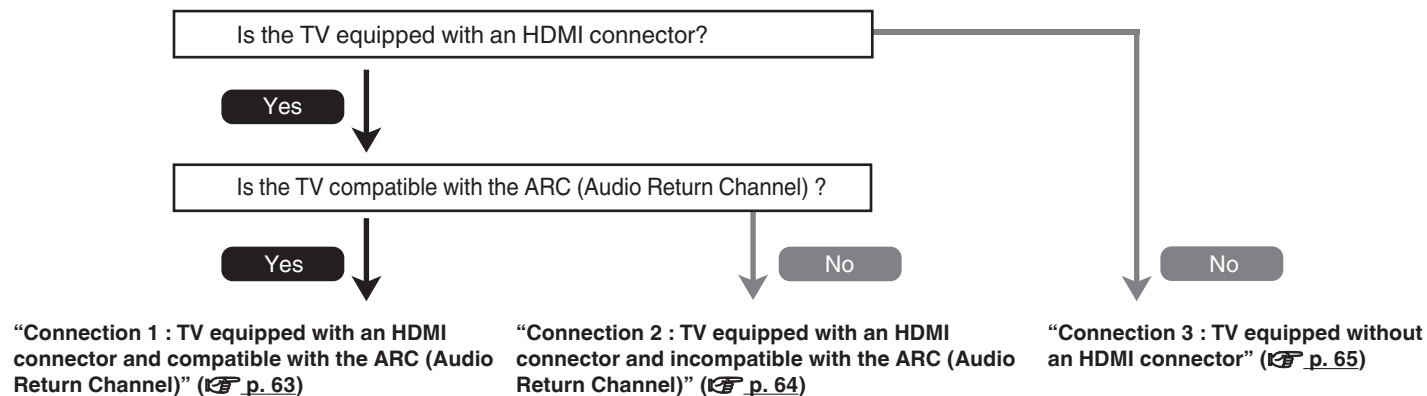 Is the TV equipped with an HDMI connector?
Yes
Is the TV compatible with the ARC (Audio Return Channel) ?
Yes
No
No
“Connection 1 : TV equipped with an HDMI
connector and compatible with the ARC (Audio
Return Channel)” (☞ p. 63)
“Connection 2 : TV equipped with an HDMI
connector and incompatible with the ARC (Audio
Return Channel)” (☞ p. 64)
“Connection 3 : TV equipped without
an HDMI connector” (☞ p. 65)